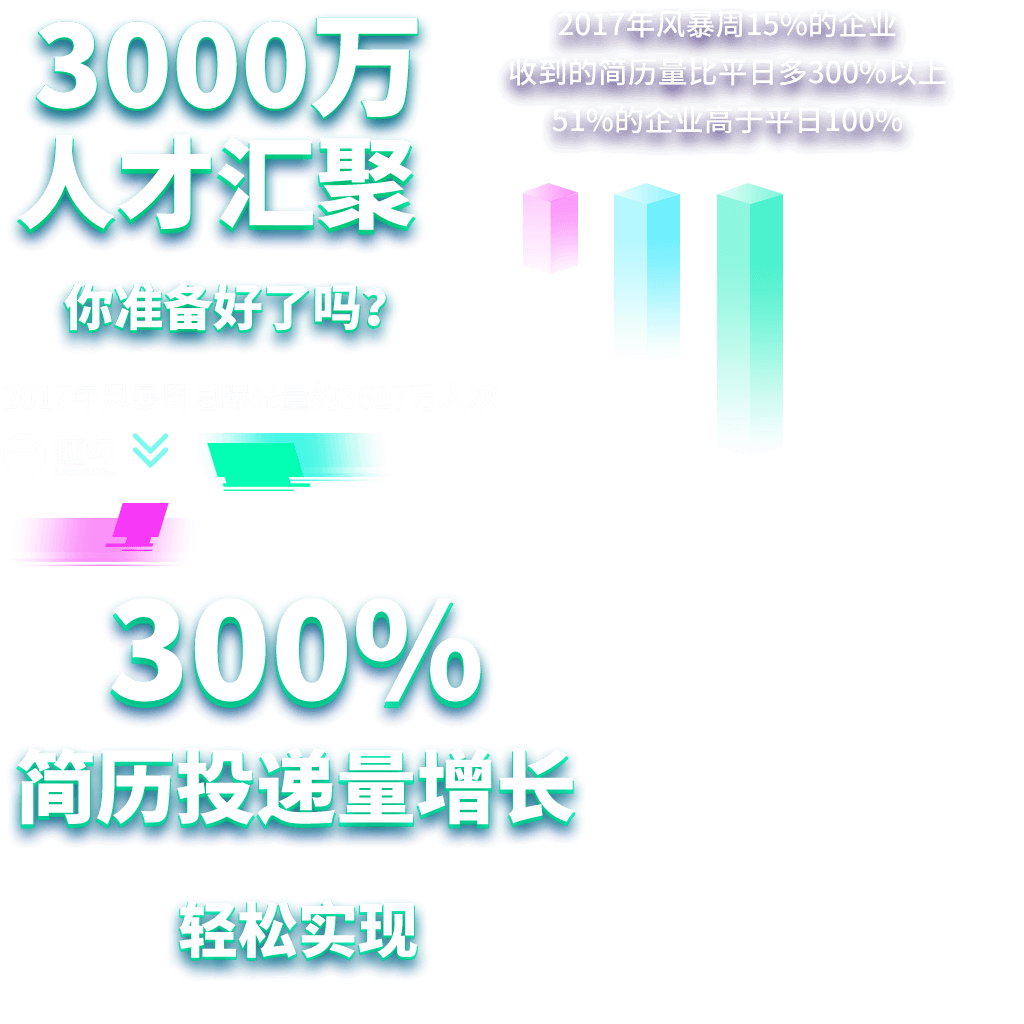 3000万
人才汇聚
你准备好了吗?
2017年风暴周15%的企业
收到的简历量比平日多300%以上
51%的企业高于平日100%
300%
简历投递量增长
轻松实现